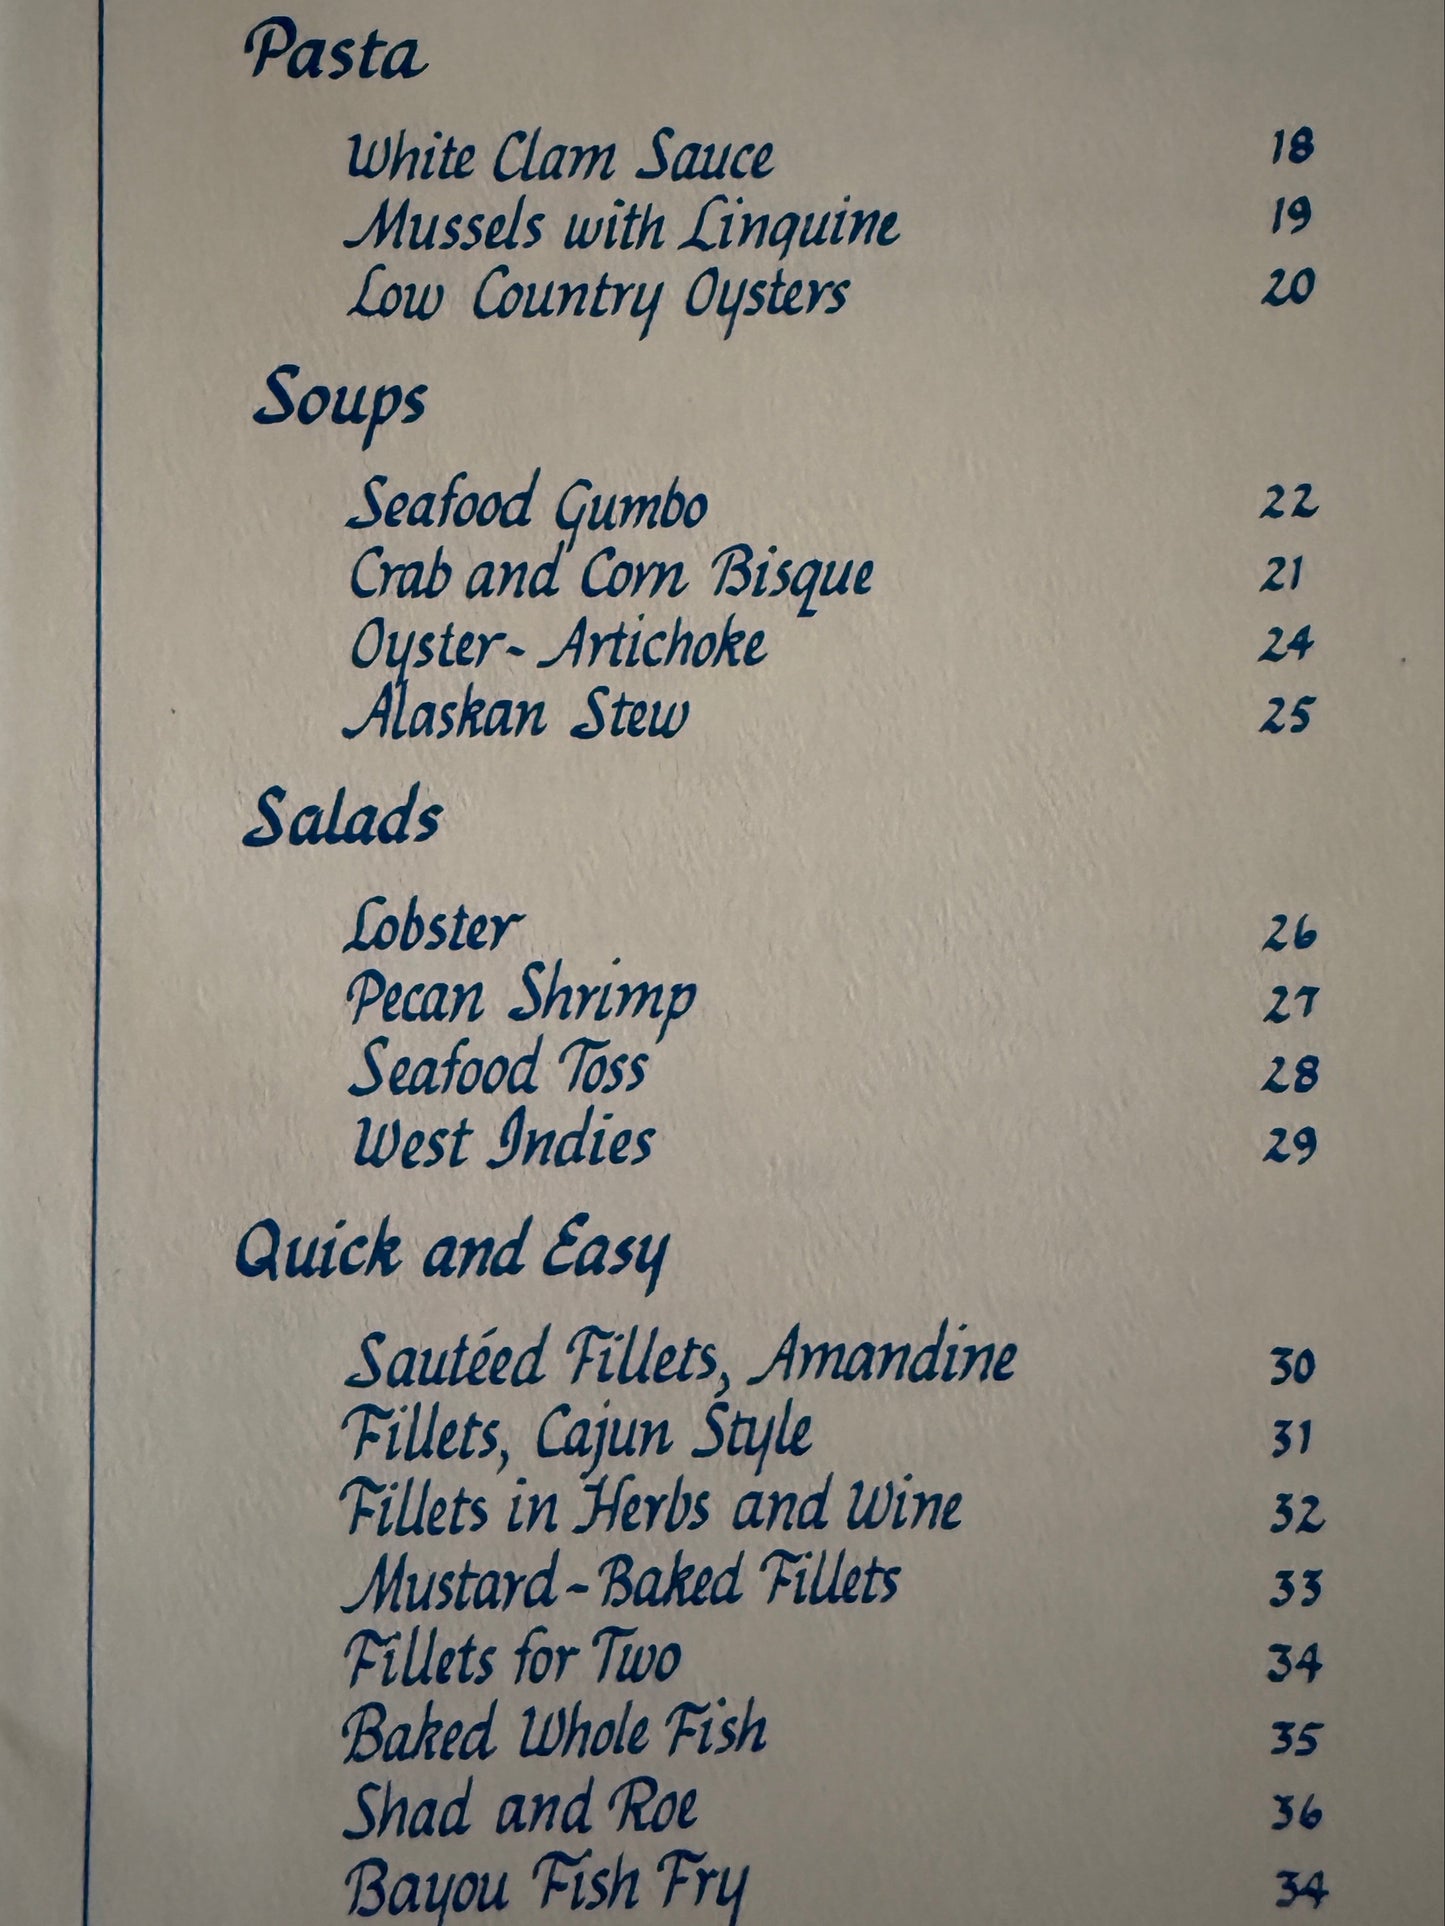 Pasta
White Clam Sauce 18
Mussels with Linquine 19
Low Country Oysters 20
Soups
Seafood Gumbo 22
Crab and Corn Bisque 21
Oyster-Artichoke 24
Alaskan Stew 25
Salads
Lobster 26
Pecan Shrimp 27
Seafood Toss 28
West Indies 29
Quick and Easy
Sautéed Fillets, Amandine 30
Fillets, Cajun Style 31
Fillets in Herbs and Wine 32
Mustard-Baked Fillets 33
Fillets for Two 34
Baked Whole Fish 35
Shad and Roe 36
Bayou Fish Fry 34